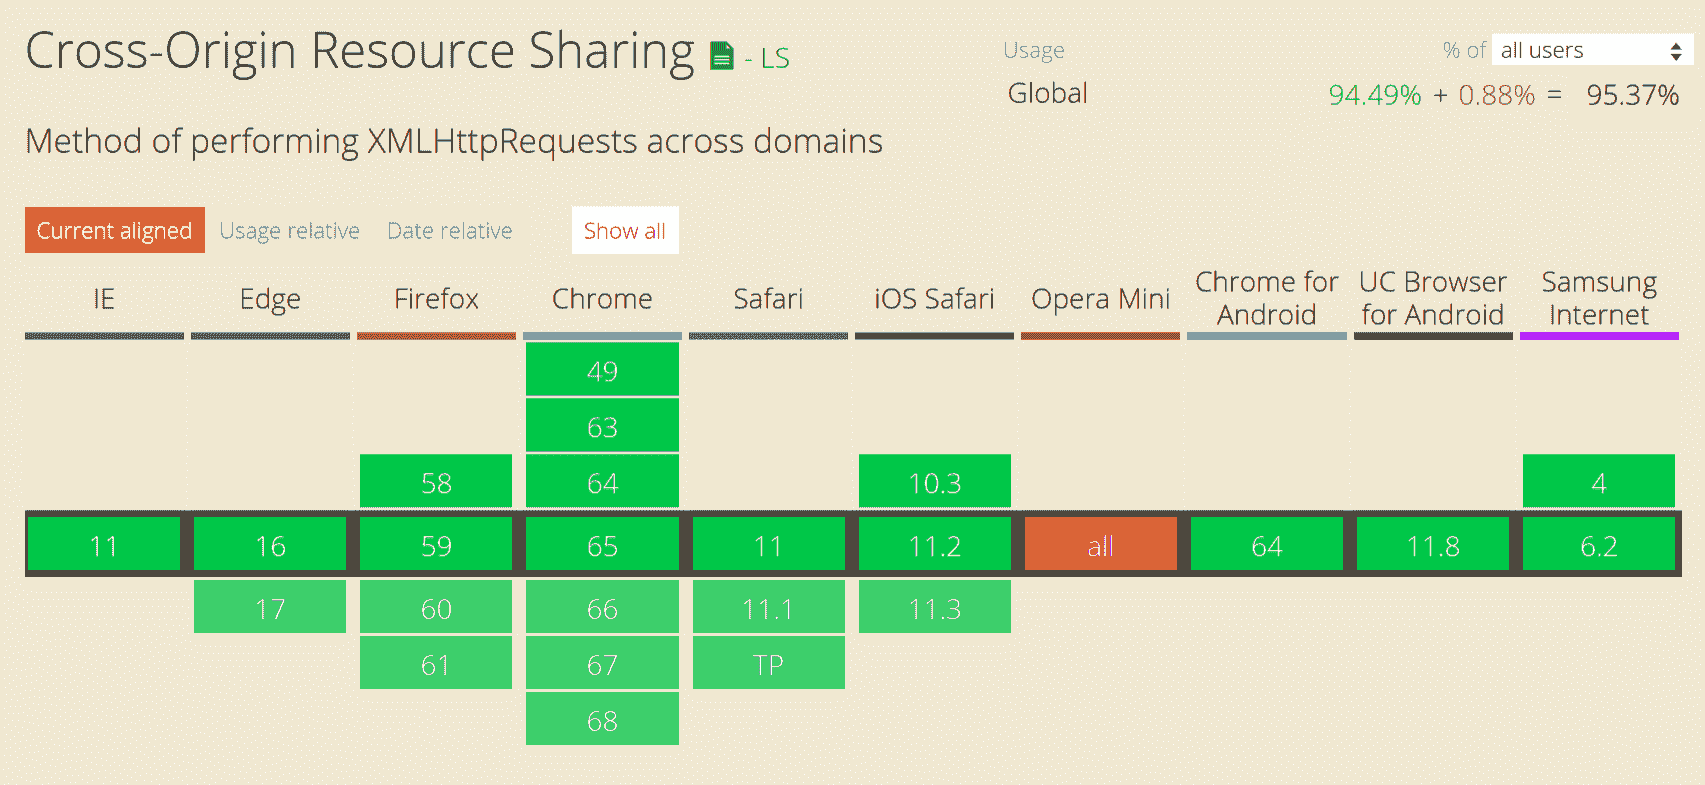 Cross-Origin Resource Sharing - LS
Usage % of all users
Global 94.49% + 0.88% = 95.37%
Method of performing XMLHttpRequests across domains
Current aligned Usage relative Date relative Show all
IE Edge Firefox Chrome Safari iOS Safari Opera Mini Chrome for Android UC Browser for Android Samsung Internet
49
63
58 64 10.3 4
11 16 59 65 11 11.2 all 64 11.8 6.2
17 60 66 11.1 11.3
61 67 TP
68